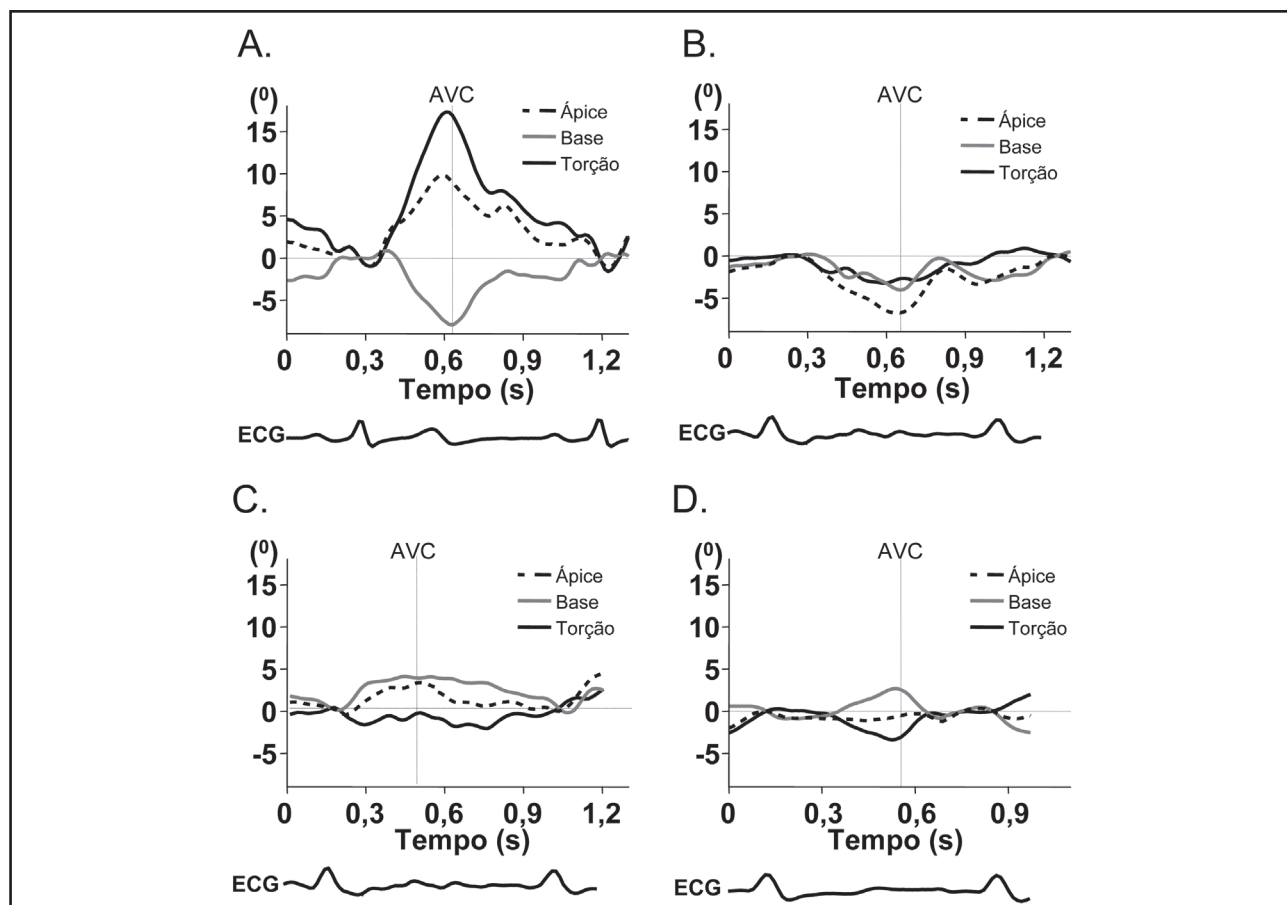 A.
(⁰)
AVC
Ápice
Base
Torção
15
10
5
0
-5
0 0,3 0,6 0,9 1,2
Tempo (s)
ECG
B.
(⁰)
AVC
Ápice
Base
Torção
15
10
5
0
-5
0 0,3 0,6 0,9 1,2
Tempo (s)
ECG
C.
(⁰)
AVC
Ápice
Base
Torção
15
10
5
0
-5
0 0,3 0,6 0,9 1,2
Tempo (s)
ECG
D.
(⁰)
AVC
Ápice
Base
Torção
15
10
5
0
-5
0 0,3 0,6 0,9
Tempo (s)
ECG